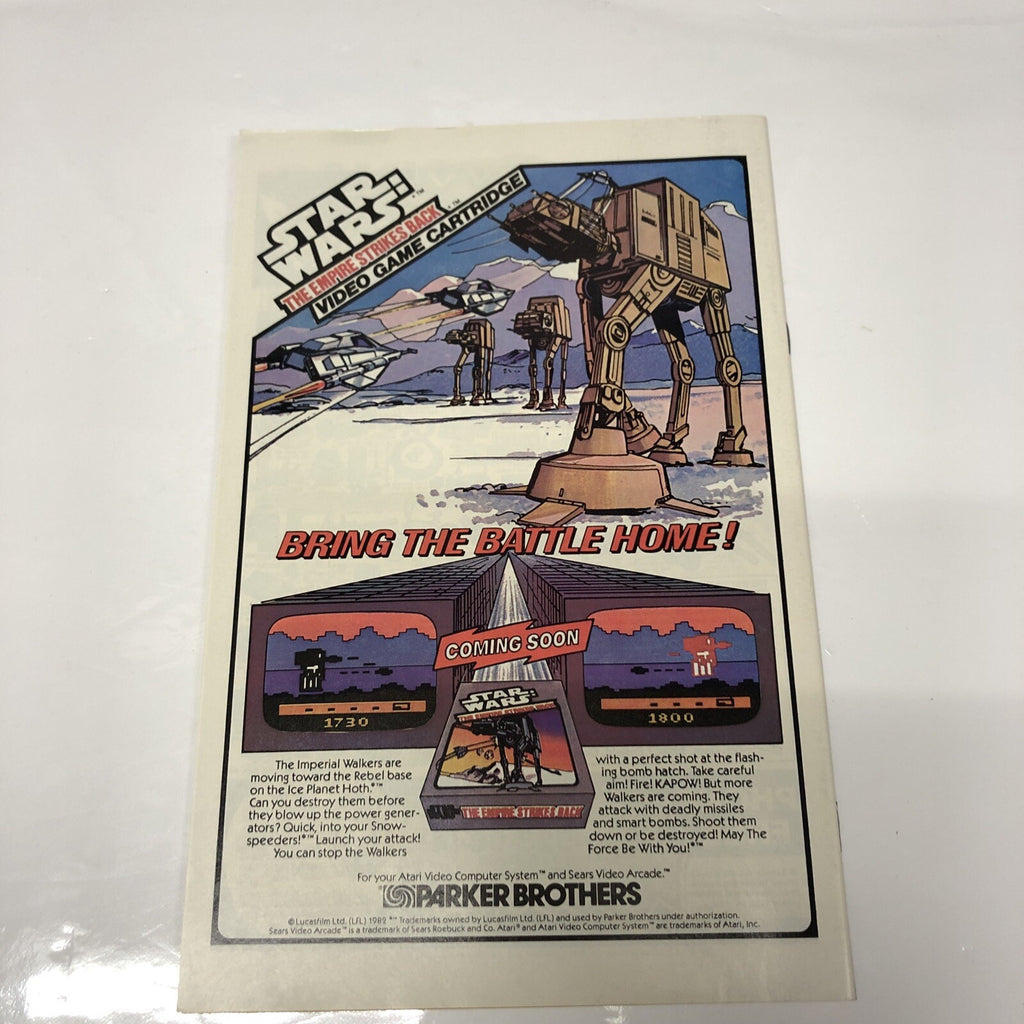 STAR
WARS:™
THE EMPIRE STRIKES BACK™
VIDEO GAME CARTRIDGE
BRING THE BATTLE HOME!
COMING SOON
1730
1800
STAR
WARS:
THE EMPIRE STRIKES BACK
THE EMPIRE STRIKES BACK
The Imperial Walkers are
moving toward the Rebel base
on the Ice Planet Hoth.®™
Can you destroy them before
they blow up the power gener-
ators? Quick, into your Snow-
speeders!®™ Launch your attack!
You can stop the Walkers
with a perfect shot at the flash-
ing bomb hatch. Take careful
aim! Fire! KAPOW! But more
Walkers are coming. They
attack with deadly missiles
and smart bombs. Shoot them
down or be destroyed! May The
Force Be With You!®™
For your Atari Video Computer System™ and Sears Video Arcade.™
PARKER BROTHERS
©Lucasfilm Ltd. (LFL) 1982 ®™ Trademarks owned by Lucasfilm Ltd. (LFL) and used by Parker Brothers under authorization.
Sears Video Arcade™ is a trademark of Sears Roebuck and Co. Atari® and Atari Video Computer System™ are trademarks of Atari, Inc.